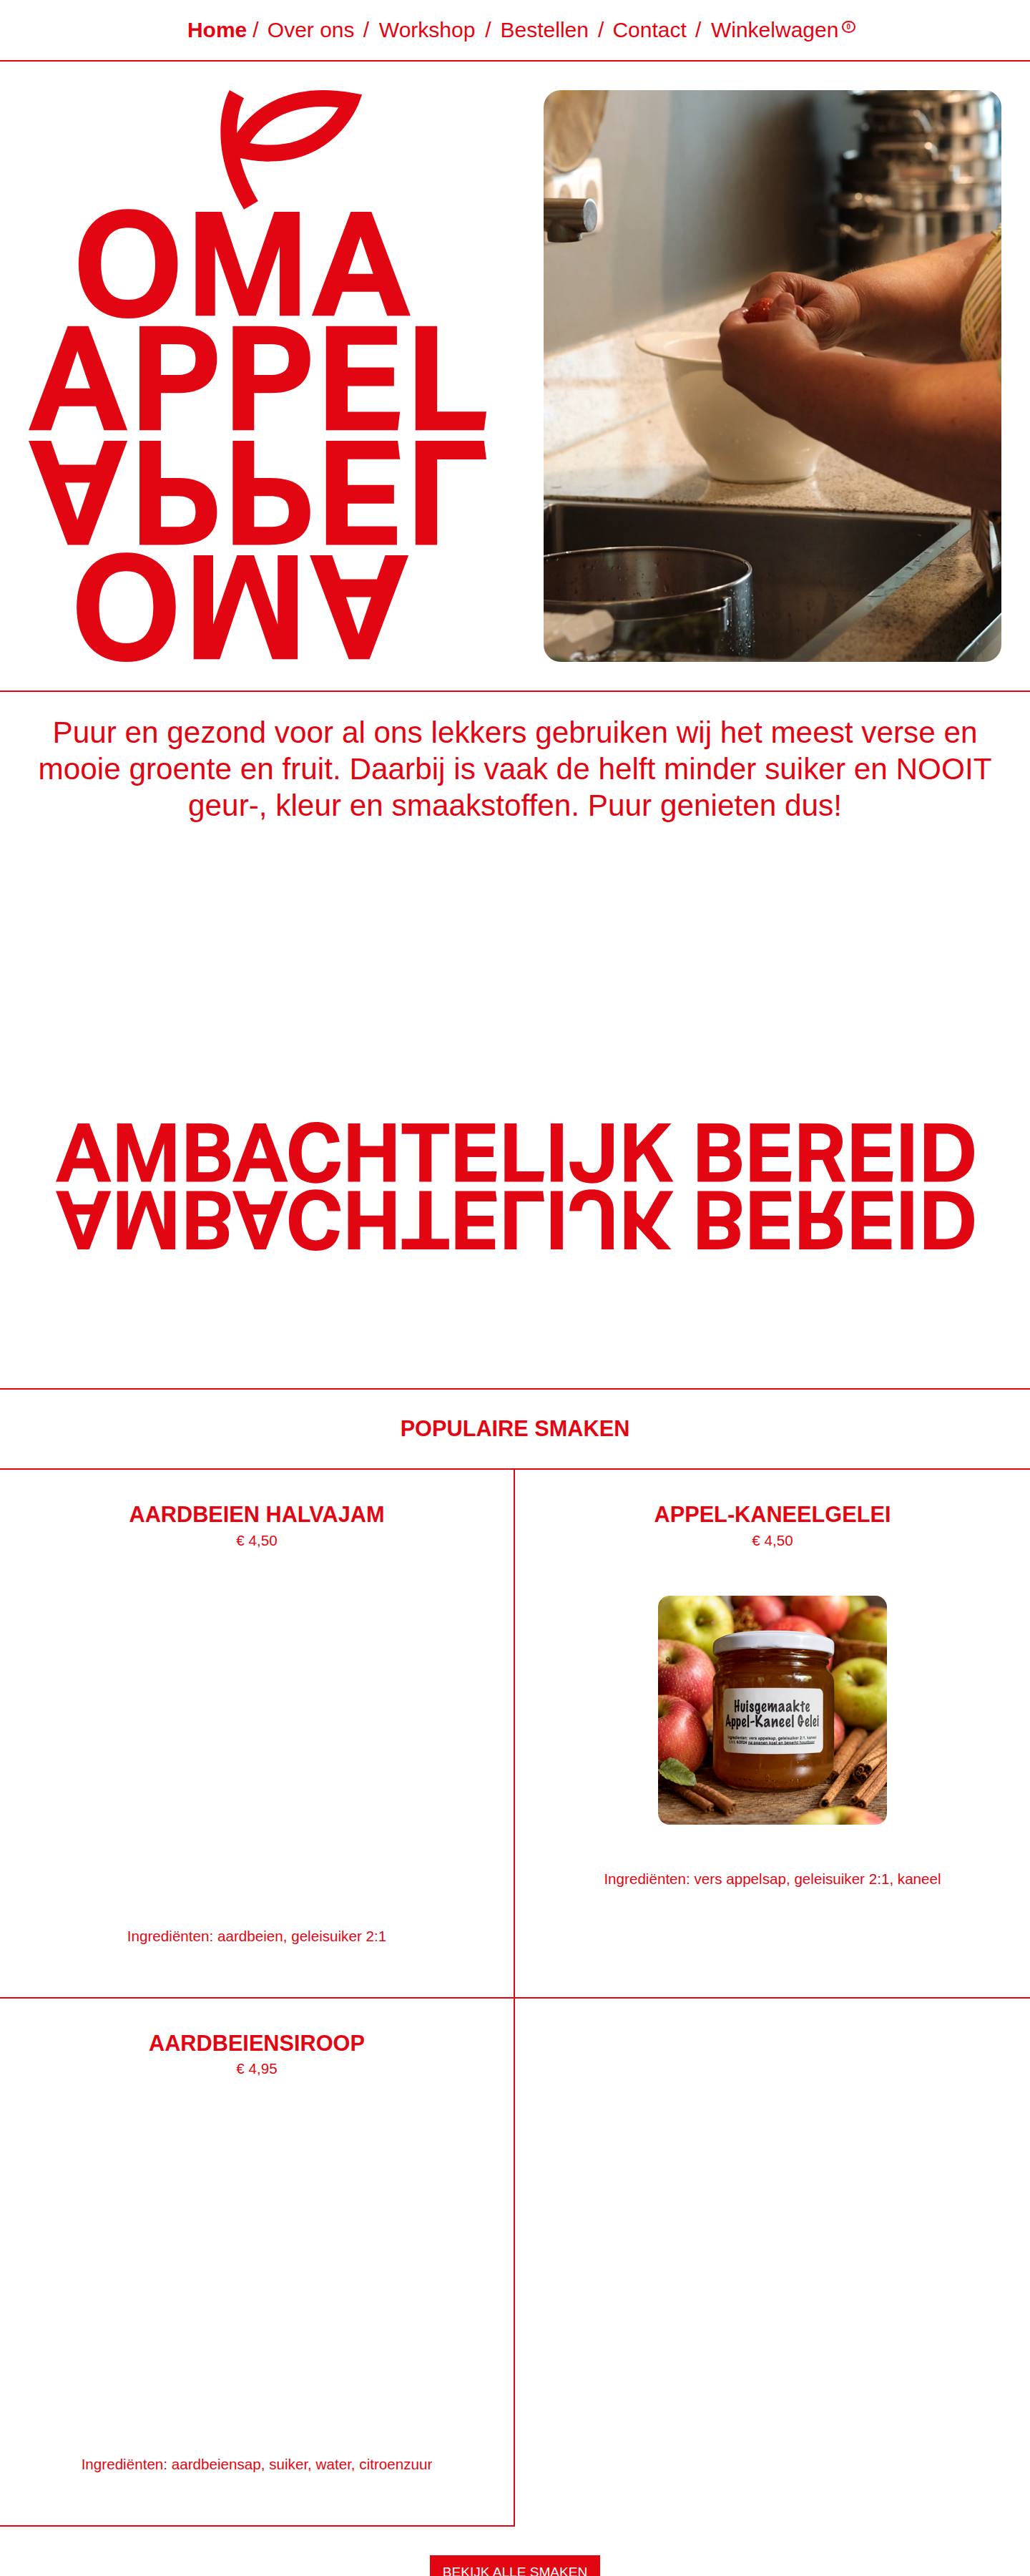 Home / Over ons / Workshop / Bestellen / Contact / Winkelwagen 0
OMA
APPEL
APPEL
OMA
Puur en gezond voor al ons lekkers gebruiken wij het meest verse en
mooie groente en fruit. Daarbij is vaak de helft minder suiker en NOOIT
geur-, kleur en smaakstoffen. Puur genieten dus!
AMBACHTELIJK BEREID
AMBACHTELIJK BEREID
POPULAIRE SMAKEN
AARDBEIEN HALVAJAM
€ 4,50
Ingrediënten: aardbeien, geleisuiker 2:1
APPEL-KANEELGELEI
€ 4,50
Huisgemaakte
Appel-Kaneel Gelei
Ingrediënten: vers appelsap, geleisuiker 2:1, kaneel
AARDBEIENSIROOP
€ 4,95
Ingrediënten: aardbeiensap, suiker, water, citroenzuur
BEKIJK ALLE SMAKEN